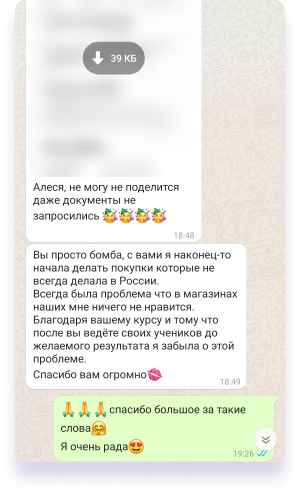 39 КБ
Алеся, не могу не поделится
даже документы не
запросились 🥳🥳🥳🥳
18:48
Вы просто бомба, с вами я наконец-то
начала делать покупки которые не
всегда делала в России.
Всегда была проблема что в магазинах
наших мне ничего не нравится.
Благодаря вашему курсу и тому что
после вы ведёте своих учеников до
желаемого результата я забыла о этой
проблеме.
Спасибо вам огромно💋
18:49
🙏🙏🙏спасибо большое за такие
слова🤗
Я очень рада😍
19:26